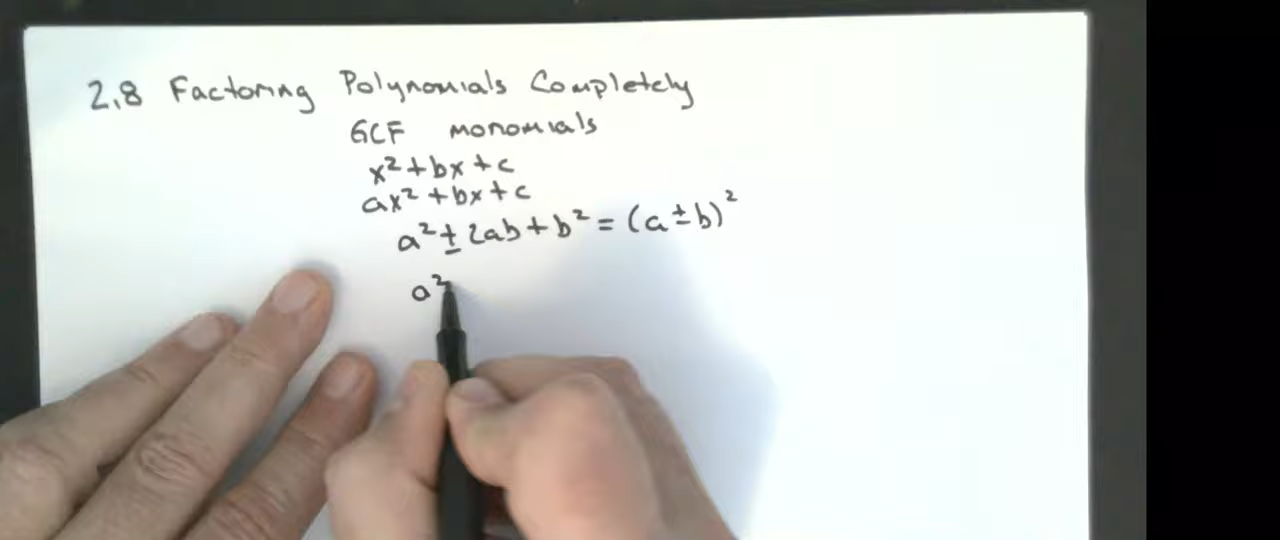 2.8 Factoring Polynomials Completely
GCF monomials
x² + bx + c
ax² + bx + c
a² ± 2ab + b² = (a ± b)²
a²